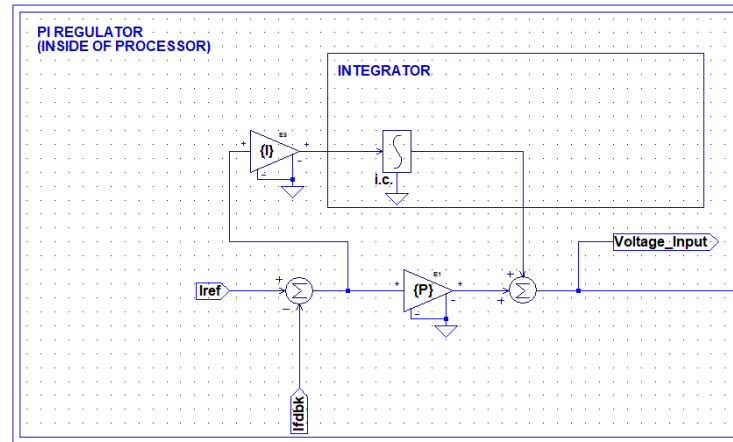 PI REGULATOR
(INSIDE OF PROCESSOR)
INTEGRATOR
E3
+ {I} +
− −
i.c.
Voltage_Input
Iref
+ Σ
−
E1
+ {P} +
− −
+ Σ
+
Ifdbk